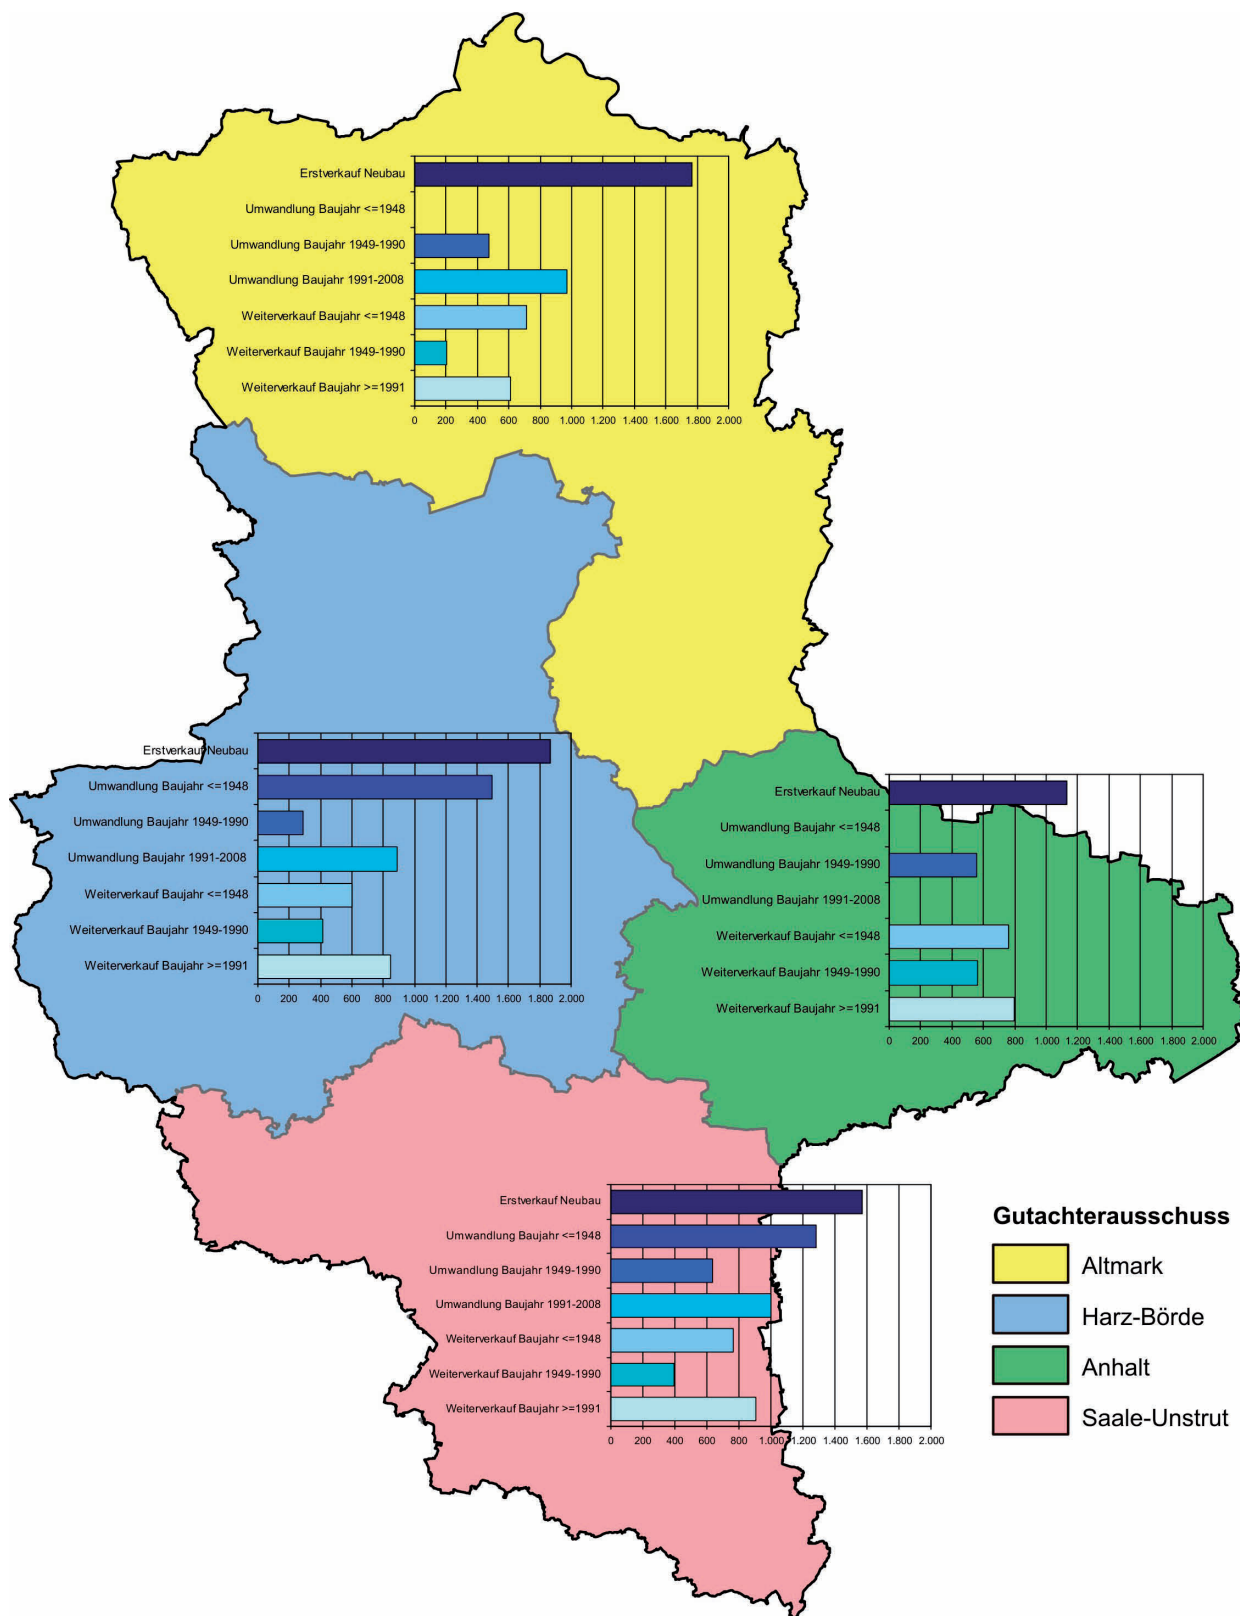 Erstverkauf Neubau
Umwandlung Baujahr <=1948
Umwandlung Baujahr 1949-1990
Umwandlung Baujahr 1991-2008
Weiterverkauf Baujahr <=1948
Weiterverkauf Baujahr 1949-1990
Weiterverkauf Baujahr >=1991
0 200 400 600 800 1.000 1.200 1.400 1.600 1.800 2.000
Erstverkauf Neubau
Umwandlung Baujahr <=1948
Umwandlung Baujahr 1949-1990
Umwandlung Baujahr 1991-2008
Weiterverkauf Baujahr <=1948
Weiterverkauf Baujahr 1949-1990
Weiterverkauf Baujahr >=1991
0 200 400 600 800 1.000 1.200 1.400 1.600 1.800 2.000
Erstverkauf Neubau
Umwandlung Baujahr <=1948
Umwandlung Baujahr 1949-1990
Umwandlung Baujahr 1991-2008
Weiterverkauf Baujahr <=1948
Weiterverkauf Baujahr 1949-1990
Weiterverkauf Baujahr >=1991
0 200 400 600 800 1.000 1.200 1.400 1.600 1.800 2.000
Erstverkauf Neubau
Umwandlung Baujahr <=1948
Umwandlung Baujahr 1949-1990
Umwandlung Baujahr 1991-2008
Weiterverkauf Baujahr <=1948
Weiterverkauf Baujahr 1949-1990
Weiterverkauf Baujahr >=1991
0 200 400 600 800 1.000 1.200 1.400 1.600 1.800 2.000
Gutachterausschuss
Altmark
Harz-Börde
Anhalt
Saale-Unstrut